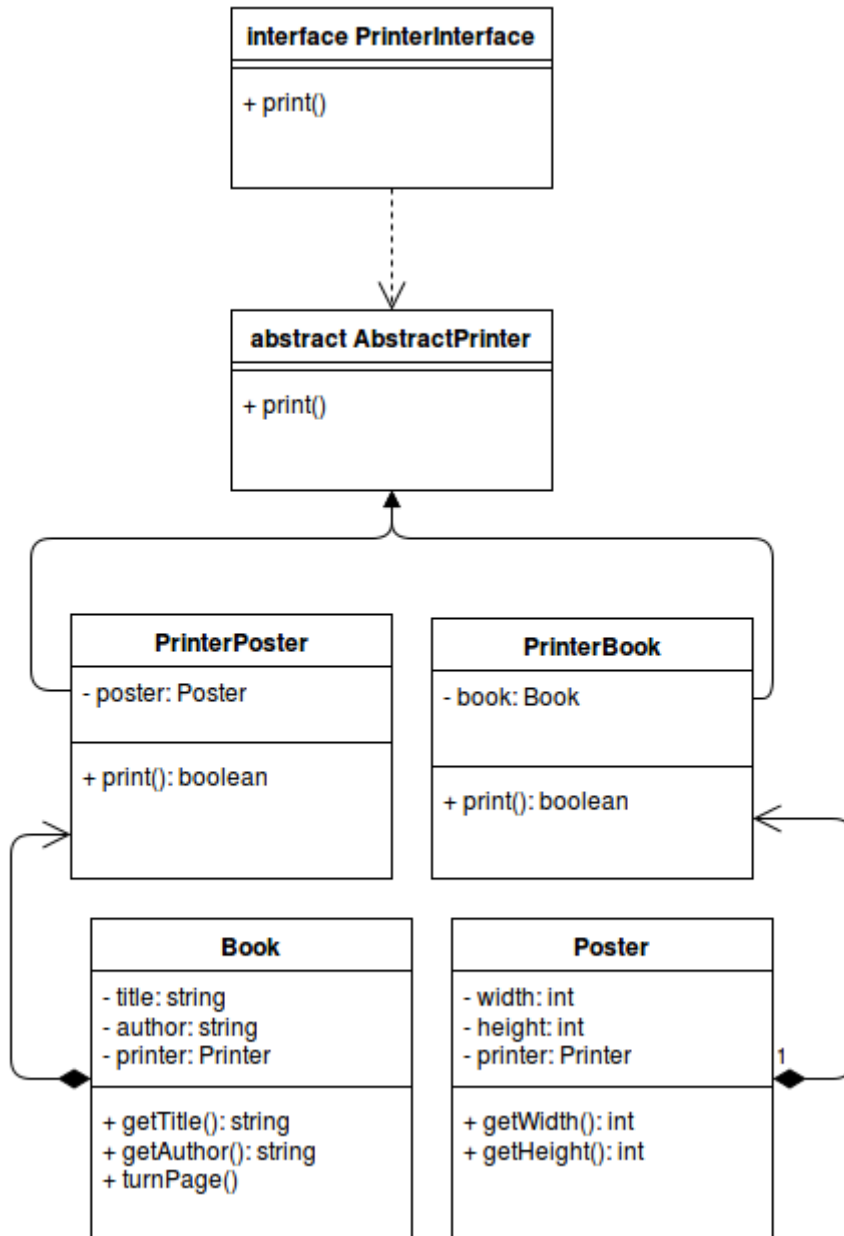 interface PrinterInterface
+ print()
abstract AbstractPrinter
+ print()
PrinterPoster
- poster: Poster
+ print(): boolean
PrinterBook
- book: Book
+ print(): boolean
Book
- title: string
- author: string
- printer: Printer
+ getTitle(): string
+ getAuthor(): string
+ turnPage()
Poster
- width: int
- height: int
- printer: Printer
1
+ getWidth(): int
+ getHeight(): int